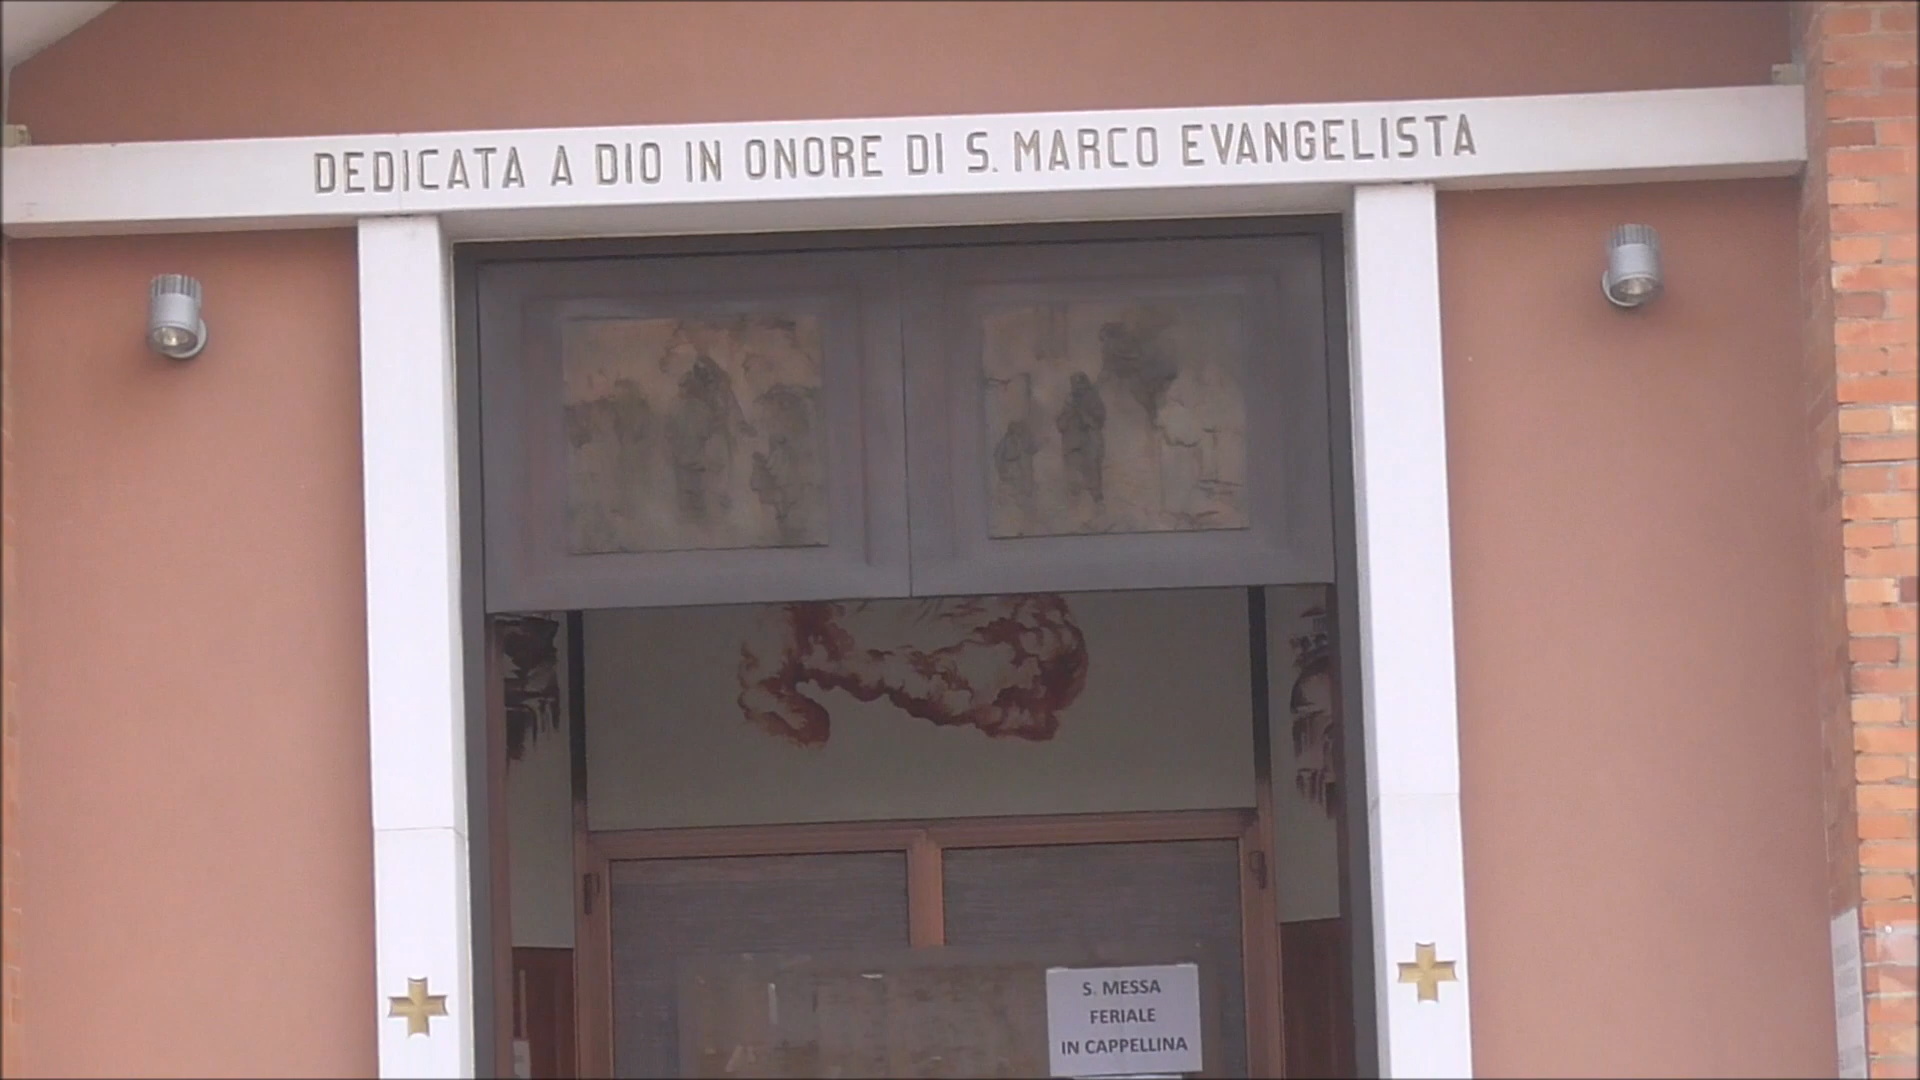 DEDICATA A DIO IN ONORE DI S. MARCO EVANGELISTA
S. MESSA
FERIALE
IN CAPPELLINA